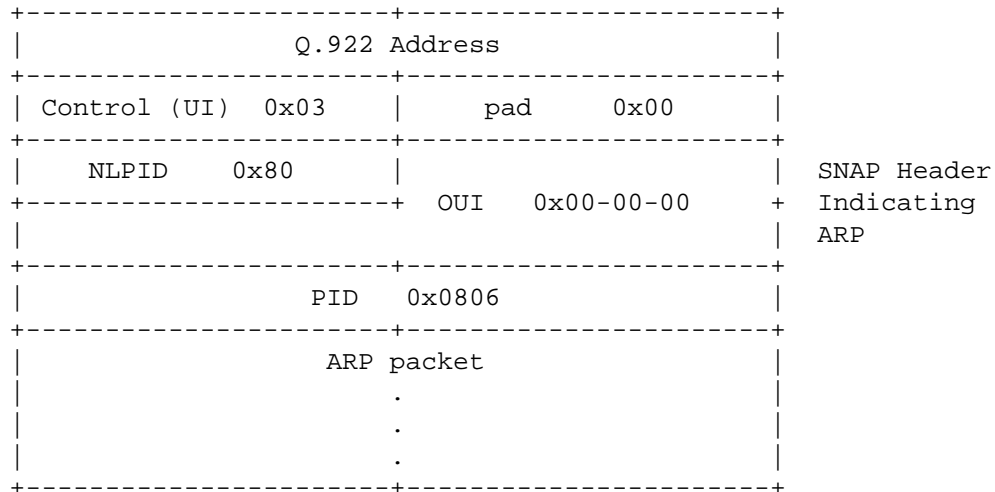 +-----------------------+-----------------------+
|                 Q.922 Address                 |
+-----------------------+-----------------------+
| Control (UI)  0x03    |     pad     0x00      |
+-----------------------+-----------------------+
|    NLPID     0x80     |                       |  SNAP Header
+-----------------------+  OUI   0x00-00-00     +  Indicating
|                                               |  ARP
+-----------------------+-----------------------+
|                  PID   0x0806                 |
+-----------------------+-----------------------+
|                   ARP packet                  |
|                       .                       |
|                       .                       |
|                       .                       |
+-----------------------+-----------------------+